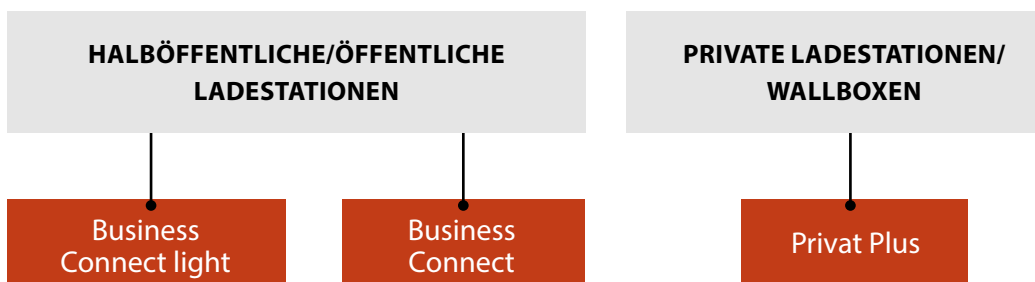 HALBÖFFENTLICHE/ÖFFENTLICHE
LADESTATIONEN
PRIVATE LADESTATIONEN/
WALLBOXEN
Business
Connect light
Business
Connect
Privat Plus